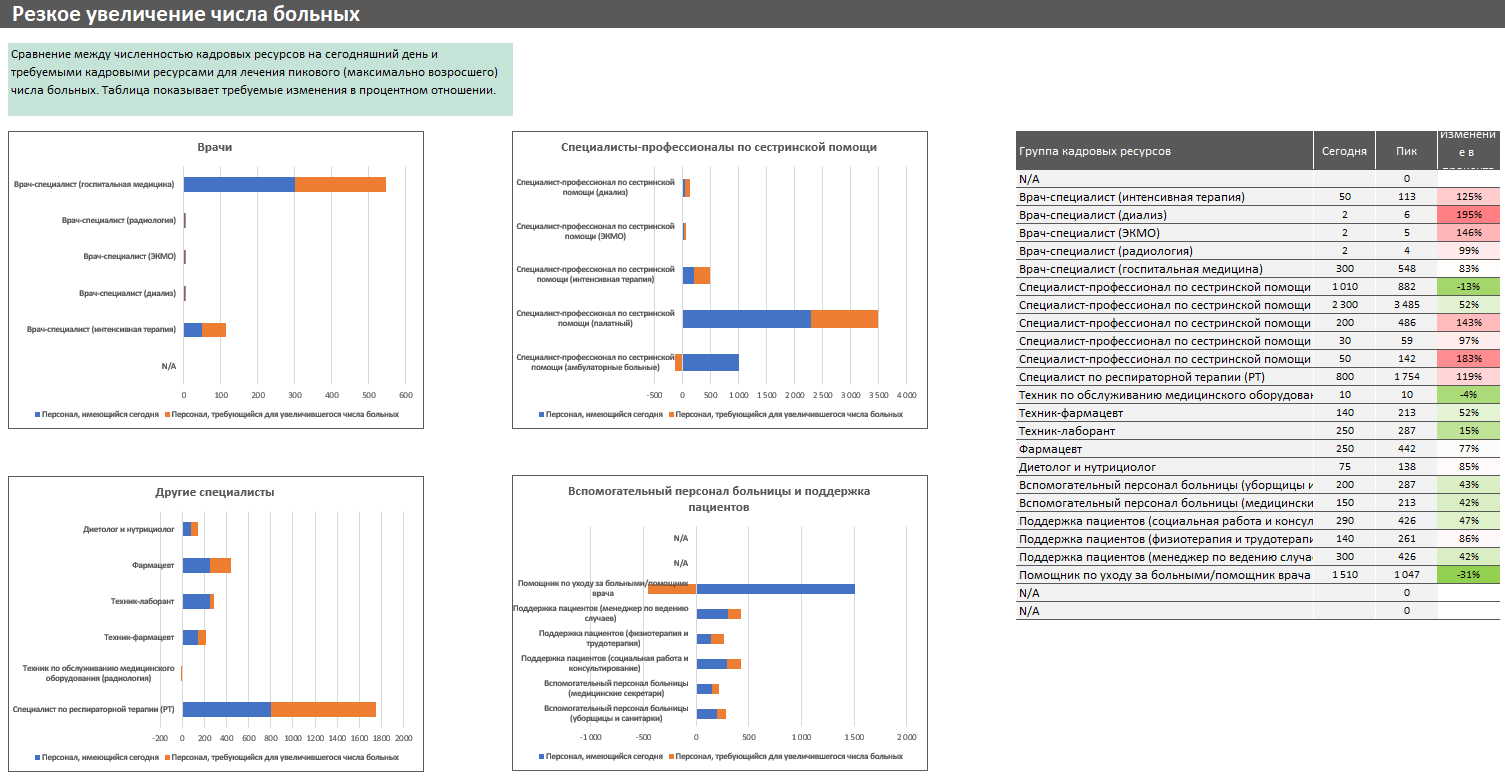 Резкое увеличение числа больных
Сравнение между численностью кадровых ресурсов на сегодняшний день и
требуемыми кадровыми ресурсами для лечения пикового (максимально возросшего)
числа больных. Таблица показывает требуемые изменения в процентном отношении.
Врачи
Врач-специалист (госпитальная медицина)
Врач-специалист (радиология)
Врач-специалист (ЭКМО)
Врач-специалист (диализ)
Врач-специалист (интенсивная терапия)
N/A
0 100 200 300 400 500 600
Персонал, имеющийся сегодня Персонал, требующийся для увеличившегося числа больных
Специалисты-профессионалы по сестринской помощи
Специалист-профессионал по сестринской
помощи (диализ)
Специалист-профессионал по сестринской
помощи (ЭКМО)
Специалист-профессионал по сестринской
помощи (интенсивная терапия)
Специалист-профессионал по сестринской
помощи (палатный)
Специалист-профессионал по сестринской
помощи (амбулаторные больные)
-500 0 500 1 000 1 500 2 000 2 500 3 000 3 500 4 000
Персонал, имеющийся сегодня Персонал, требующийся для увеличившегося числа больных
Другие специалисты
Диетолог и нутрициолог
Фармацевт
Техник-лаборант
Техник-фармацевт
Техник по обслуживанию медицинского
оборудования (радиология)
Специалист по респираторной терапии (РТ)
-200 0 200 400 600 800 1000 1200 1400 1600 1800 2000
Персонал, имеющийся сегодня Персонал, требующийся для увеличившегося числа больных
Вспомогательный персонал больницы и поддержка
пациентов
N/A
N/A
Помощник по уходу за больными/помощник
врача
Поддержка пациентов (менеджер по ведению
случаев)
Поддержка пациентов (физиотерапия и
трудотерапия)
Поддержка пациентов (социальная работа и
консультирование)
Вспомогательный персонал больницы
(медицинские секретари)
Вспомогательный персонал больницы
(уборщицы и санитарки)
-1 000 -500 0 500 1 000 1 500 2 000
Персонал, имеющийся сегодня Персонал, требующийся для увеличившегося числа больных
Группа кадровых ресурсов Сегодня Пик Изменени
е в
N/A 0
Врач-специалист (интенсивная терапия) 50 113 125%
Врач-специалист (диализ) 2 6 195%
Врач-специалист (ЭКМО) 2 5 146%
Врач-специалист (радиология) 2 4 99%
Врач-специалист (госпитальная медицина) 300 548 83%
Специалист-профессионал по сестринской помощи 1 010 882 -13%
Специалист-профессионал по сестринской помощи 2 300 3 485 52%
Специалист-профессионал по сестринской помощи 200 486 143%
Специалист-профессионал по сестринской помощи 30 59 97%
Специалист-профессионал по сестринской помощи 50 142 183%
Специалист по респираторной терапии (РТ) 800 1 754 119%
Техник по обслуживанию медицинского оборудован 10 10 -4%
Техник-фармацевт 140 213 52%
Техник-лаборант 250 287 15%
Фармацевт 250 442 77%
Диетолог и нутрициолог 75 138 85%
Вспомогательный персонал больницы (уборщицы и 200 287 43%
Вспомогательный персонал больницы (медицински 150 213 42%
Поддержка пациентов (социальная работа и консул 290 426 47%
Поддержка пациентов (физиотерапия и трудотерапи 140 261 86%
Поддержка пациентов (менеджер по ведению случа 300 426 42%
Помощник по уходу за больными/помощник врача 1 510 1 047 -31%
N/A 0
N/A 0